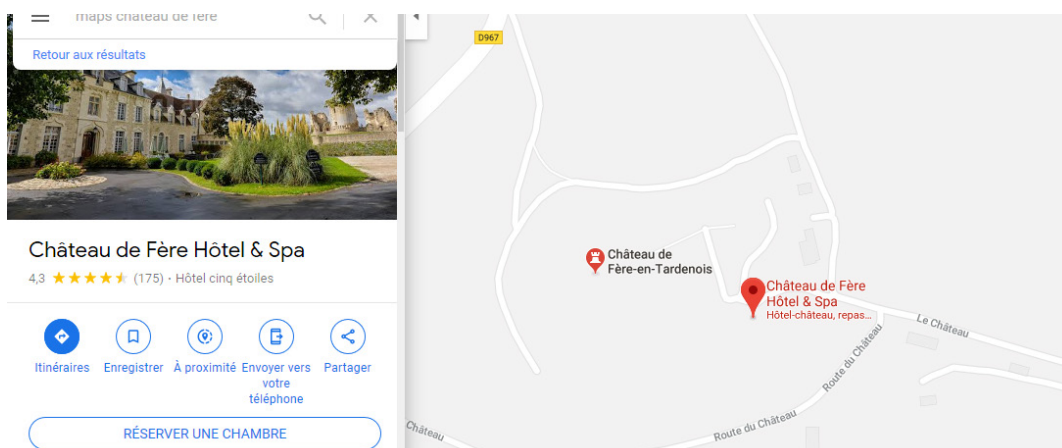 maps chateau de fère
Retour aux résultats
Château de Fère Hôtel & Spa
4,3 (175) · Hôtel cinq étoiles
Itinéraires
Enregistrer
À proximité
Envoyer vers
votre
téléphone
Partager
RÉSERVER UNE CHAMBRE
D967
Château de
Fère-en-Tardenois
Château de Fère
Hôtel & Spa
Hôtel-château, repas...
Le Château
Route du Château
Route du Château
Château